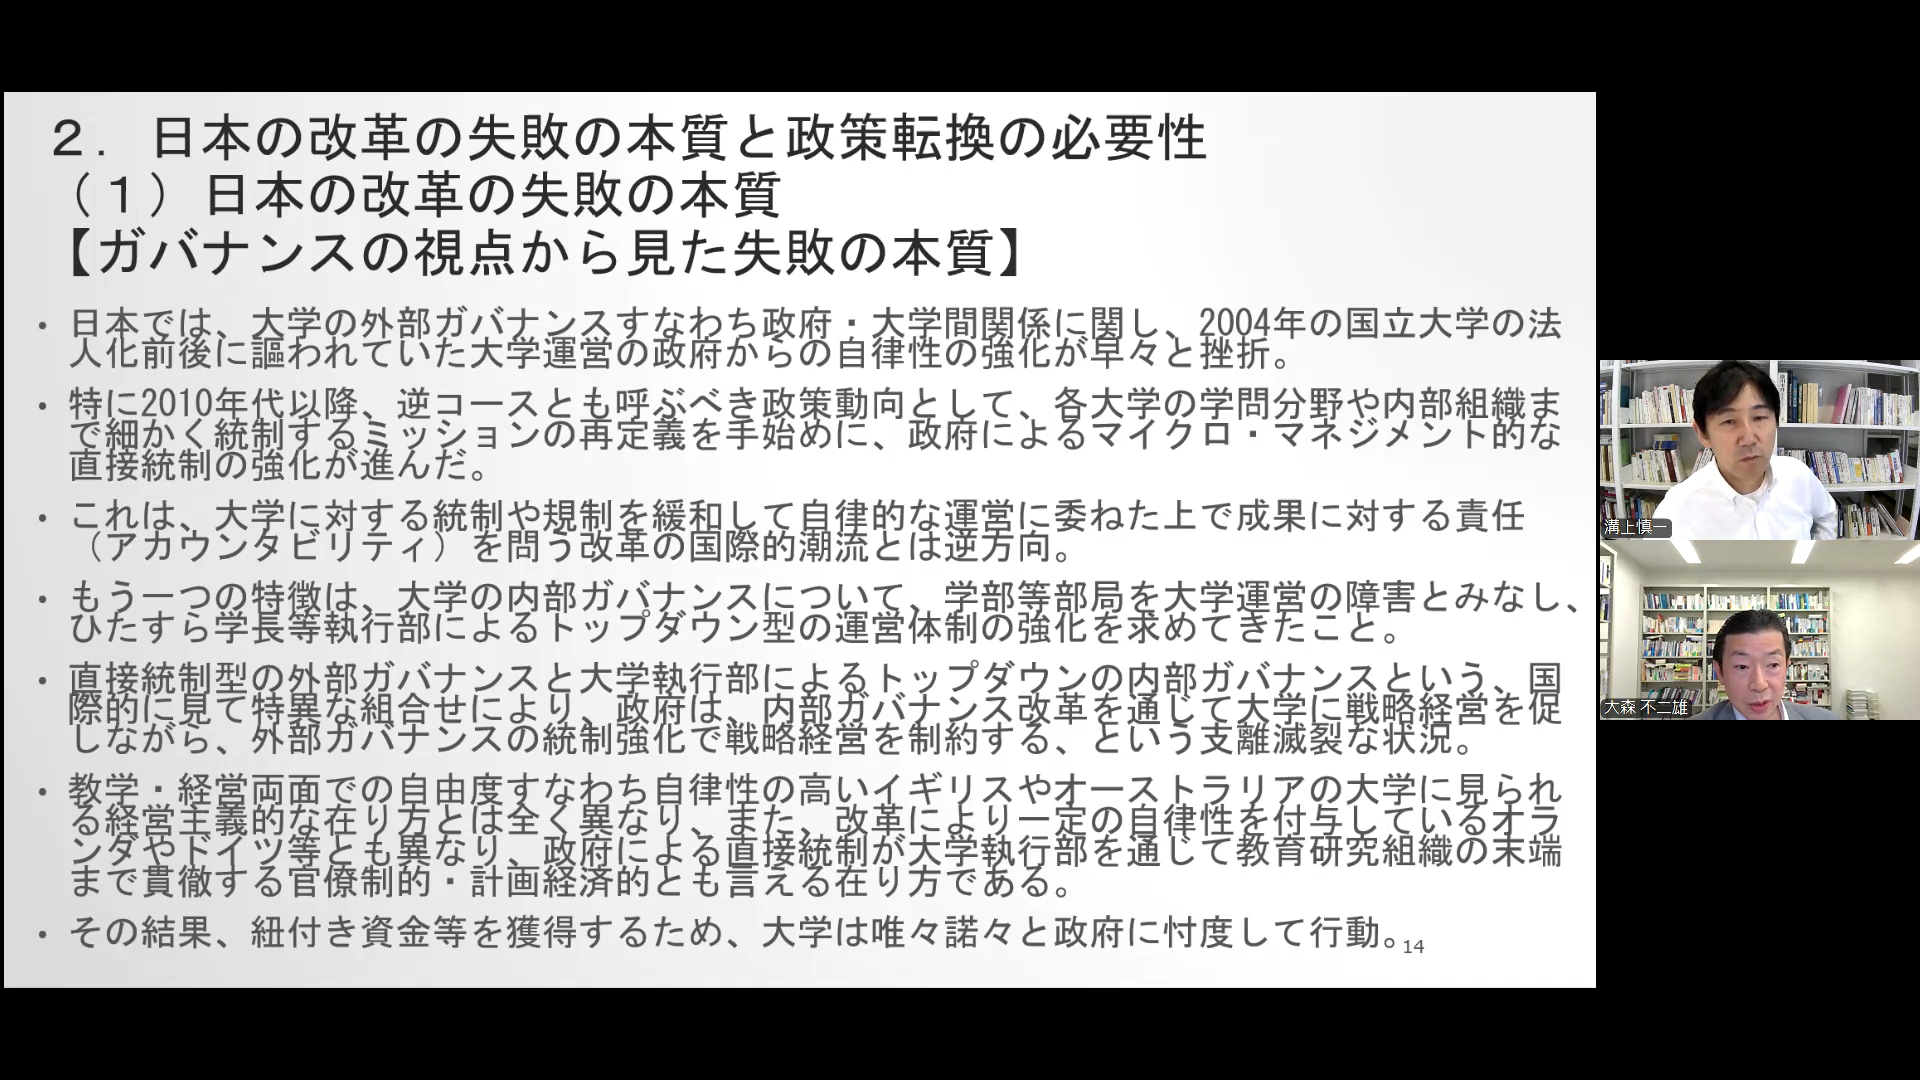 ２．日本の改革の失敗の本質と政策転換の必要性
（１）日本の改革の失敗の本質
【ガバナンスの視点から見た失敗の本質】
• 日本では、大学の外部ガバナンスすなわち政府・大学間関係に関し、2004年の国立大学の法
人化前後に謳われていた大学運営の政府からの自律性の強化が早々と挫折。
• 特に2010年代以降、逆コースとも呼ぶべき政策動向として、各大学の学問分野や内部組織ま
で細かく統制するミッションの再定義を手始めに、政府によるマイクロ・マネジメント的な
直接統制の強化が進んだ。
• これは、大学に対する統制や規制を緩和して自律的な運営に委ねた上で成果に対する責任
（アカウンタビリティ）を問う改革の国際的潮流とは逆方向。
• もう一つの特徴は、大学の内部ガバナンスについて、学部等部局を大学運営の障害とみなし、
ひたすら学長等執行部によるトップダウン型の運営体制の強化を求めてきたこと。
• 直接統制型の外部ガバナンスと大学執行部によるトップダウンの内部ガバナンスという、国
際的に見て特異な組合せにより、政府は、内部ガバナンス改革を通じて大学に戦略経営を促
しながら、外部ガバナンスの統制強化で戦略経営を制約する、という支離滅裂な状況。
• 教学・経営両面での自由度すなわち自律性の高いイギリスやオーストラリアの大学に見られ
る経営主義的な在り方とは全く異なり、また、改革により一定の自律性を付与しているオラ
ンダやドイツ等とも異なり、政府による直接統制が大学執行部を通じて教育研究組織の末端
まで貫徹する官僚制的・計画経済的とも言える在り方である。
• その結果、紐付き資金等を獲得するため、大学は唯々諾々と政府に忖度して行動。
14
溝上慎一
大森 不二雄